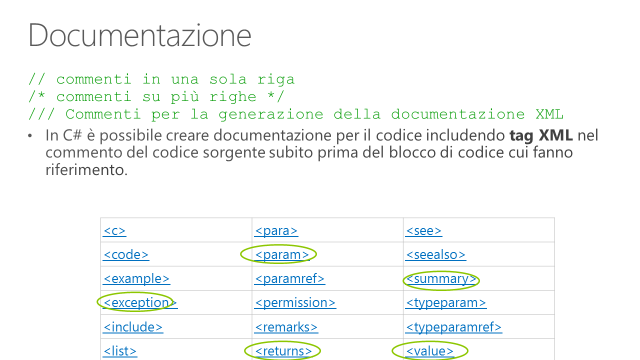 Documentazione
// commenti in una sola riga
/* commenti su più righe */
/// Commenti per la generazione della documentazione XML
• In C# è possibile creare documentazione per il codice includendo tag XML nel
commento del codice sorgente subito prima del blocco di codice cui fanno
riferimento.
<c> <para> <see>
<code> <param> <seealso>
<example> <paramref> <summary>
<exception> <permission> <typeparam>
<include> <remarks> <typeparamref>
<list> <returns> <value>